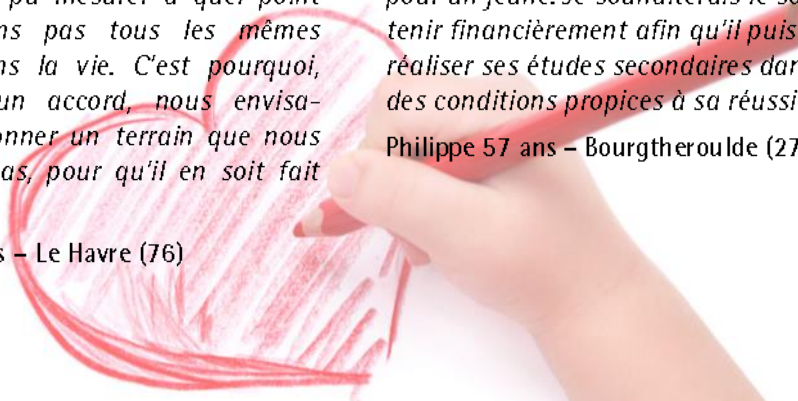 pas tous les mêmes
la vie. C'est pourquoi,
un accord, nous envisa-
un terrain que nous
pour qu'il en soit fait
– Le Havre (76)
tenir financièrement afin qu'il puis
réaliser ses études secondaires dan
des conditions propices à sa réussi
Philippe 57 ans – Bourgtheroulde (27